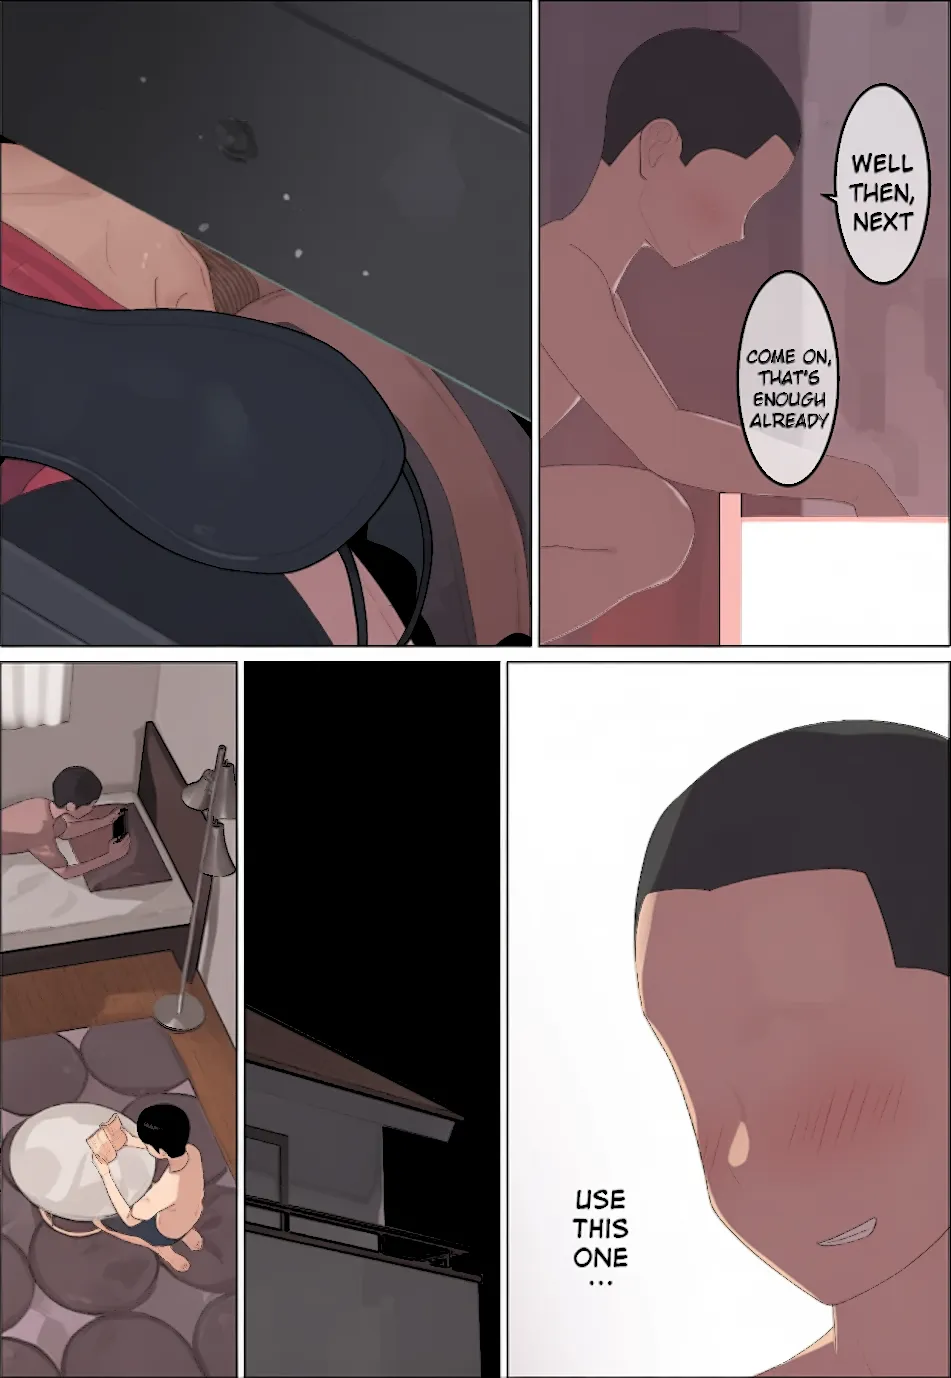 WELL
THEN,
NEXT
COME ON,
THAT'S
ENOUGH
ALREADY
USE
THIS
ONE
...